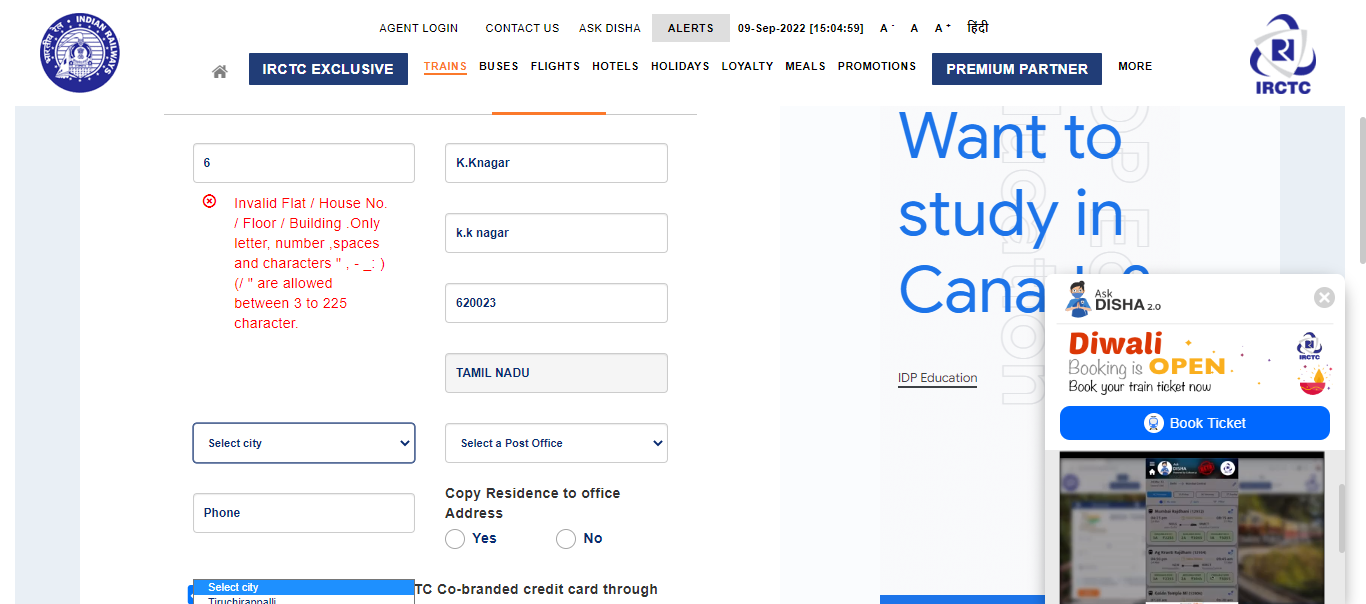 INDIAN RAILWAYS
भारतीय रेल
AGENT LOGIN CONTACT US ASK DISHA ALERTS 09-Sep-2022 [15:04:59] A - A A + हिंदी
IRCTC EXCLUSIVE TRAINS BUSES FLIGHTS HOTELS HOLIDAYS LOYALTY MEALS PROMOTIONS PREMIUM PARTNER MORE
IRCTC
6
K.Knagar
Invalid Flat / House No.
/ Floor / Building .Only
letter, number ,spaces
and characters " , - _: )
(/ " are allowed
between 3 to 225
character.
k.k nagar
620023
TAMIL NADU
Select city
Select a Post Office
Phone
Copy Residence to office
Address
Yes No
Select city
Tiruchirappalli
TC Co-branded credit card through
Want to
study in
Cana
IDP Education
Ask
DISHA 2.0
Diwali
Booking is OPEN
Book your train ticket now
IRCTC
Book Ticket